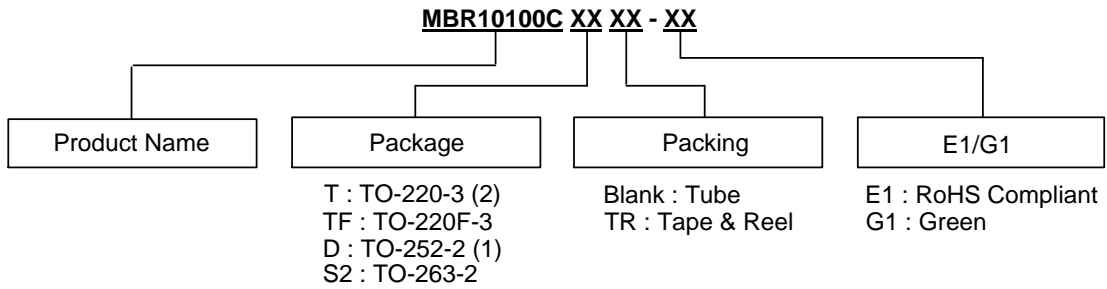 MBR10100C XX XX - XX
Product Name
Package
Packing
E1/G1
T : TO-220-3 (2)
TF : TO-220F-3
D : TO-252-2 (1)
S2 : TO-263-2
Blank : Tube
TR : Tape & Reel
E1 : RoHS Compliant
G1 : Green